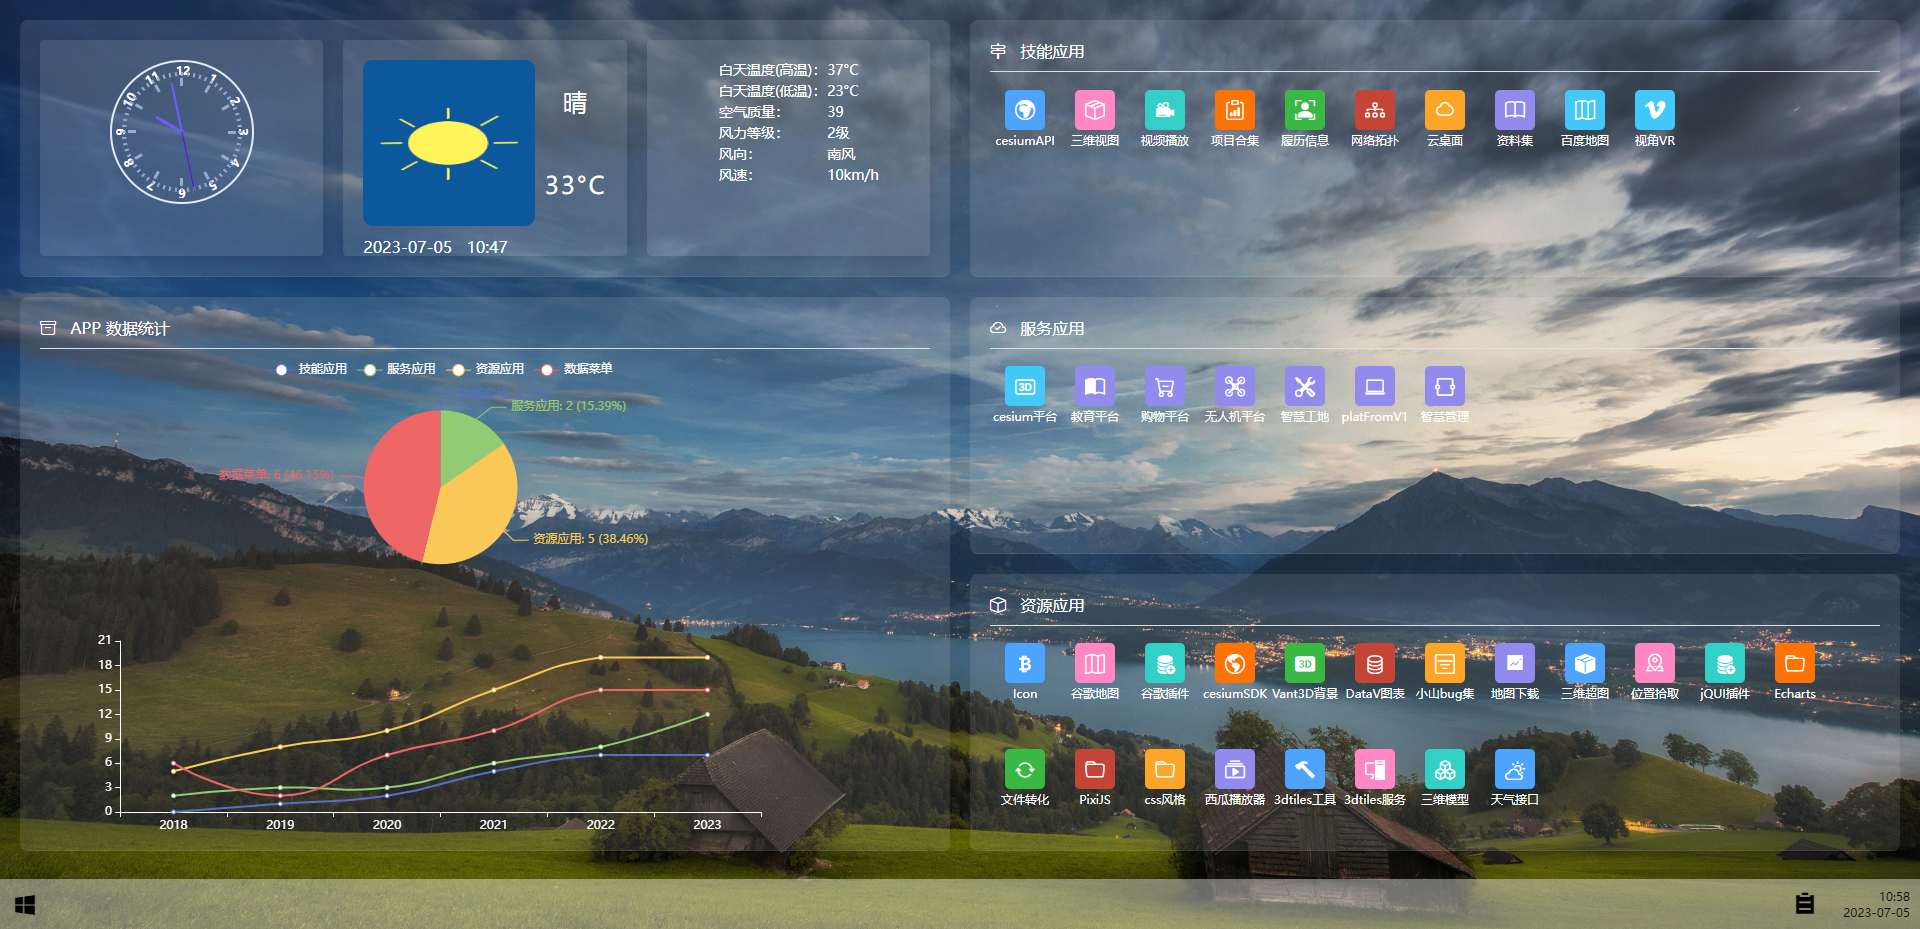 12
1
2
3
4
5
6
7
8
9
10
11
晴
33°C
2023-07-05 10:47
白天温度(高温)： 37°C
白天温度(低温)： 23°C
空气质量： 39
风力等级： 2级
风向： 南风
风速： 10km/h
技能应用
cesiumAPI 三维视图 视频播放 项目合集 履历信息 网络拓扑 云桌面 资料集 百度地图 视角VR
APP 数据统计
技能应用 服务应用 资源应用 数据菜单
服务应用: 2 (15.39%)
数据菜单: 6 (46.15%)
资源应用: 5 (38.46%)
21
18
15
12
9
6
3
0
2018 2019 2020 2021 2022 2023
服务应用
3D
cesium平台 教育平台 购物平台 无人机平台 智慧工地 platFromV1 智慧管理
资源应用
3D
Icon 谷歌地图 谷歌插件 cesiumSDK Vant3D背景 DataV图表 小山bug集 地图下载 三维超图 位置拾取 jQUI插件 Echarts
文件转化 PixiJS css风格 西瓜播放器 3dtiles工具 3dtiles服务 三维模型 天气接口
10:58
2023-07-05